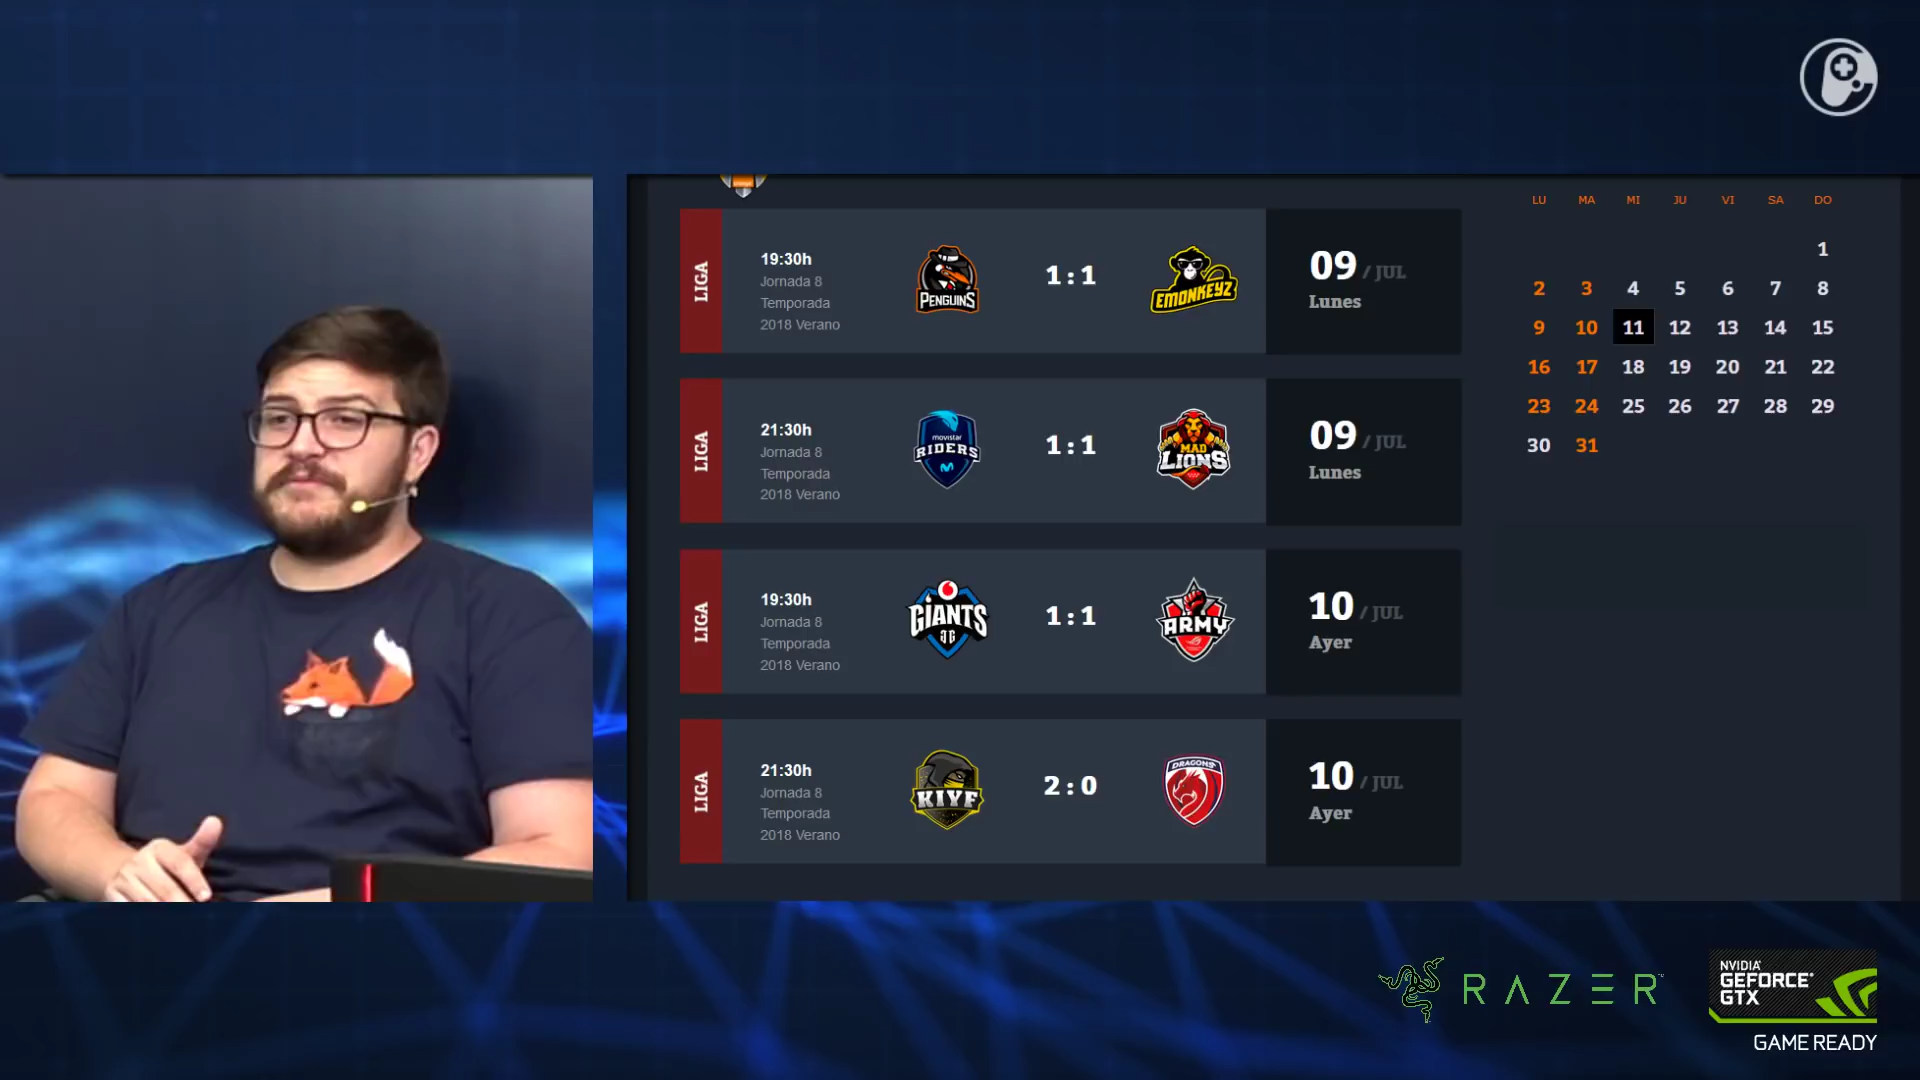 LU MA MI JU VI SA DO
1
2 3 4 5 6 7 8
9 10 11 12 13 14 15
16 17 18 19 20 21 22
23 24 25 26 27 28 29
30 31
LIGA
19:30h
Jornada 8
Temporada
2018 Verano
PENGUINS
1 : 1
EMONKEYZ
09 / JUL
Lunes
LIGA
21:30h
Jornada 8
Temporada
2018 Verano
movistar
RIDERS
1 : 1
MAD
LIONS
09 / JUL
Lunes
LIGA
19:30h
Jornada 8
Temporada
2018 Verano
GIANTS
1 : 1
ARMY
10 / JUL
Ayer
LIGA
21:30h
Jornada 8
Temporada
2018 Verano
KIYF
2 : 0
DRAGONS
10 / JUL
Ayer
RAZER
NVIDIA
GEFORCE
GTX
GAME READY